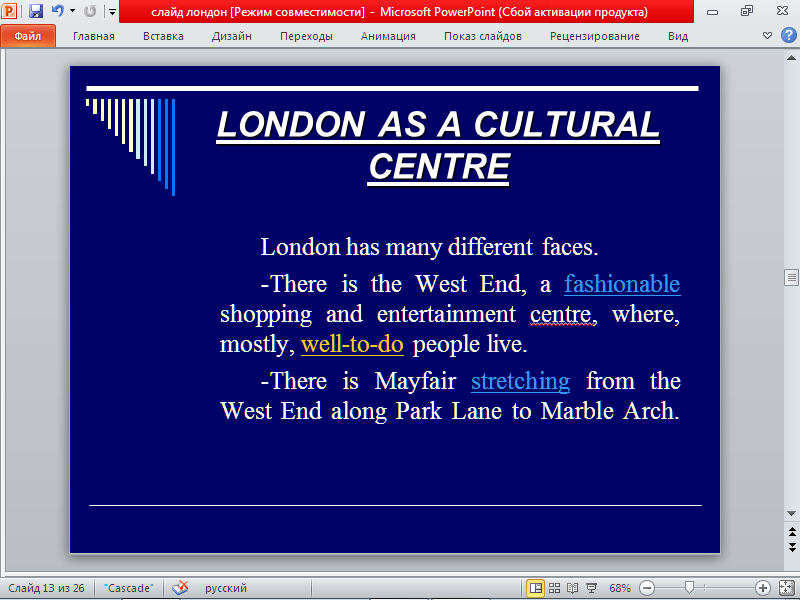 слайд лондон [Режим совместимости] - Microsoft PowerPoint (Сбой активации продукта)
Файл Главная Вставка Дизайн Переходы Анимация Показ слайдов Рецензирование Вид
LONDON AS A CULTURAL
CENTRE
London has many different faces.
-There is the West End, a fashionable
shopping and entertainment centre, where,
mostly, well-to-do people live.
-There is Mayfair stretching from the
West End along Park Lane to Marble Arch.
Слайд 13 из 26 "Cascade" русский 68%